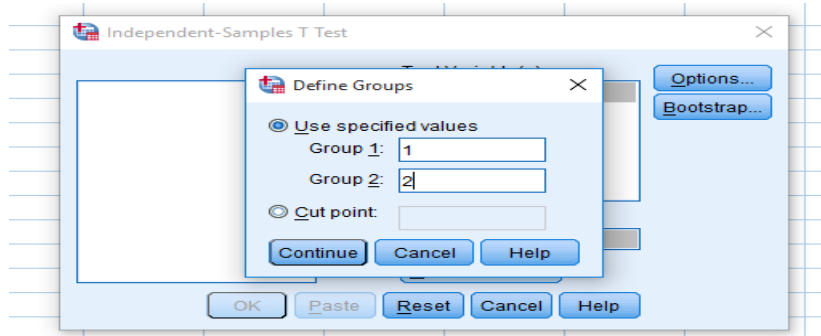 Independent-Samples T Test
Define Groups
Options...
Bootstrap...
Use specified values
Group 1: 1
Group 2: 2
Cut point:
Continue Cancel Help
OK Paste Reset Cancel Help